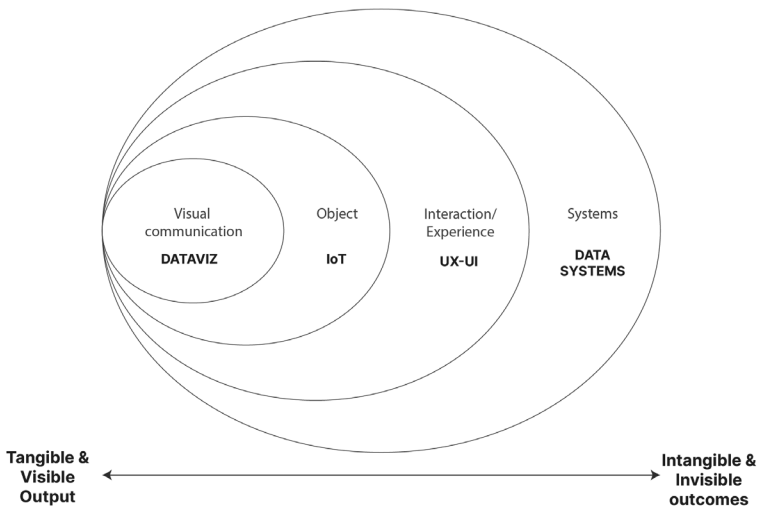 Visual
communication
DATAVIZ
Object
IoT
Interaction/
Experience
UX-UI
Systems
DATA
SYSTEMS
Tangible &
Visible
Output
Intangible &
Invisible
outcomes